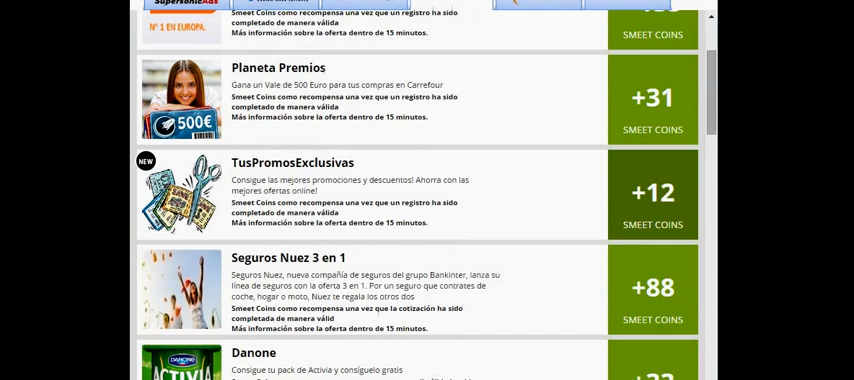 SupersonicAds
N° 1 EN EUROPA.
Smeet Coins como recompensa una vez que un registro ha sido
completado de manera válida
Más información sobre la oferta dentro de 15 minutos.
SMEET COINS
Planeta Premios
Gana un Vale de 500 Euro para tus compras en Carrefour
Smeet Coins como recompensa una vez que un registro ha sido
completado de manera válida
Más información sobre la oferta dentro de 15 minutos.
500€
+31
SMEET COINS
NEW
TusPromosExclusivas
Consigue las mejores promociones y descuentos! Ahorra con las
mejores ofertas online!
Smeet Coins como recompensa una vez que un registro ha sido
completado de manera válida
Más información sobre la oferta dentro de 15 minutos.
+12
SMEET COINS
Seguros Nuez 3 en 1
Seguros Nuez, nueva compañía de seguros del grupo Bankinter, lanza su
línea de seguros con la oferta 3 en 1. Por un seguro que contrates de
coche, hogar o moto, Nuez te regala los otros dos
Smeet Coins como recompensa una vez que la cotización ha sido
completada de manera válid
Más información sobre la oferta dentro de 15 minutos.
+88
SMEET COINS
Danone
Consigue tu pack de Activia y consíguelo gratis
DANONE
ACTIVIA